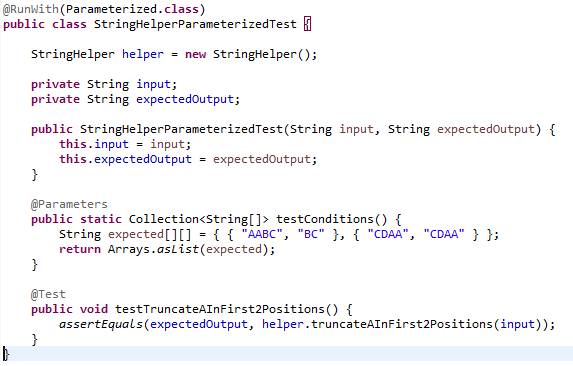 @RunWith(Parameterized.class)
public class StringHelperParameterizedTest {
StringHelper helper = new StringHelper();
private String input;
private String expectedOutput;
public StringHelperParameterizedTest(String input, String expectedOutput) {
this.input = input;
this.expectedOutput = expectedOutput;
}
@Parameters
public static Collection<String[]> testConditions() {
String expected[][] = { { "AABC", "BC" }, { "CDAA", "CDAA" } };
return Arrays.asList(expected);
}
@Test
public void testTruncateAInFirst2Positions() {
assertEquals(expectedOutput, helper.truncateAInFirst2Positions(input));
}
}